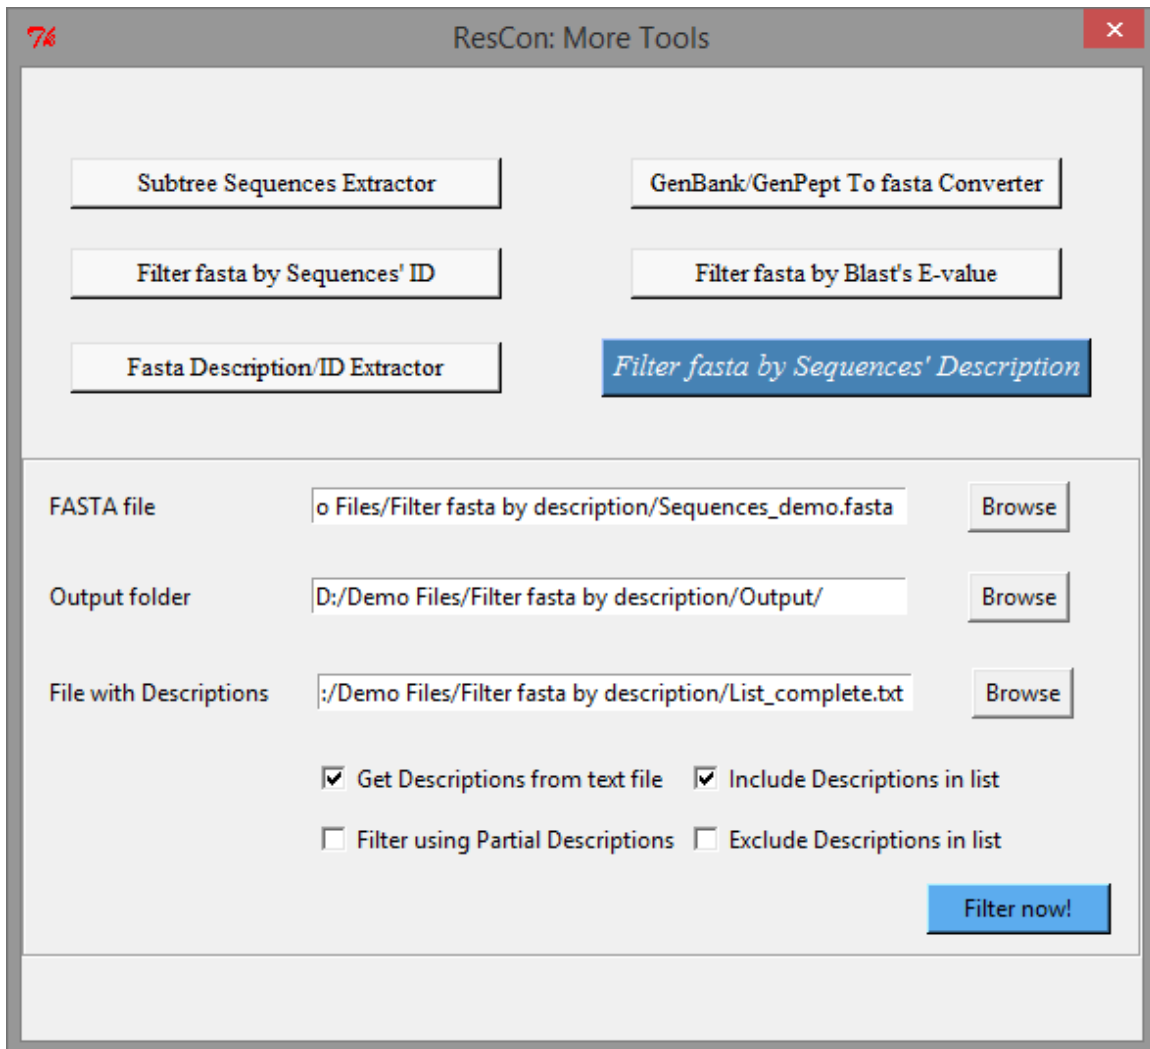 ResCon: More Tools
Subtree Sequences Extractor
GenBank/GenPept To fasta Converter
Filter fasta by Sequences' ID
Filter fasta by Blast's E-value
Fasta Description/ID Extractor
Filter fasta by Sequences' Description
FASTA file
o Files/Filter fasta by description/Sequences_demo.fasta
Browse
Output folder
D:/Demo Files/Filter fasta by description/Output/
Browse
File with Descriptions
:/Demo Files/Filter fasta by description/List_complete.txt
Browse
Get Descriptions from text file
Include Descriptions in list
Filter using Partial Descriptions
Exclude Descriptions in list
Filter now!